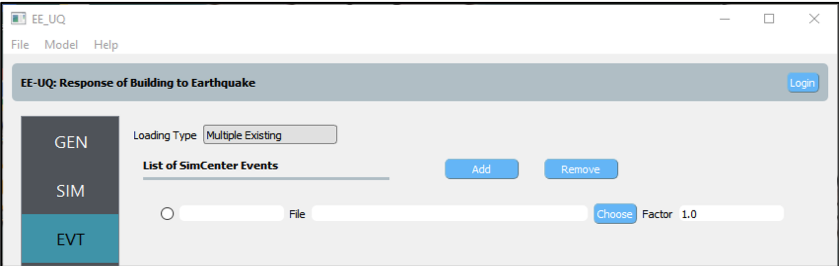 EE_UQ
File Model Help
EE-UQ: Response of Building to Earthquake Login
GEN
Loading Type Multiple Existing
List of SimCenter Events Add Remove
SIM
File Choose Factor 1.0
EVT